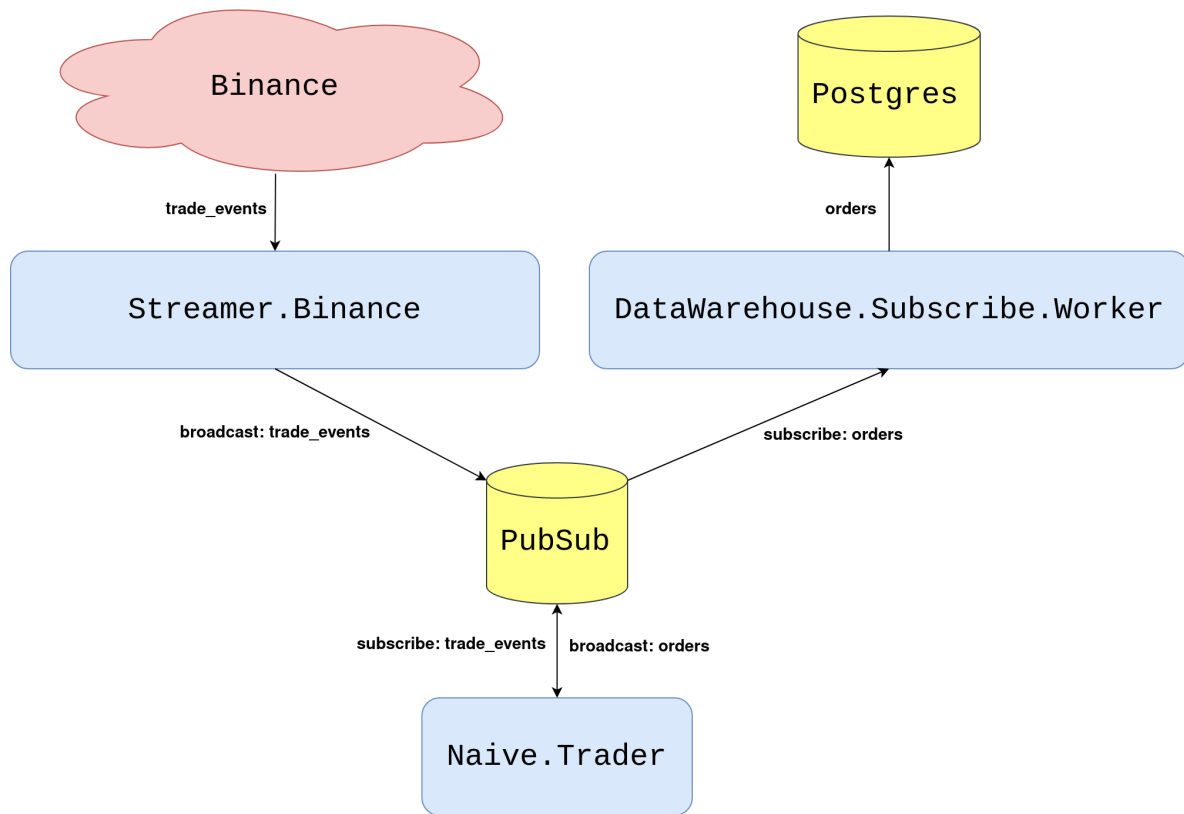 Binance
Postgres
trade_events
orders
Streamer.Binance
DataWarehouse.Subscribe.Worker
broadcast: trade_events
subscribe: orders
PubSub
subscribe: trade_events
broadcast: orders
Naive.Trader